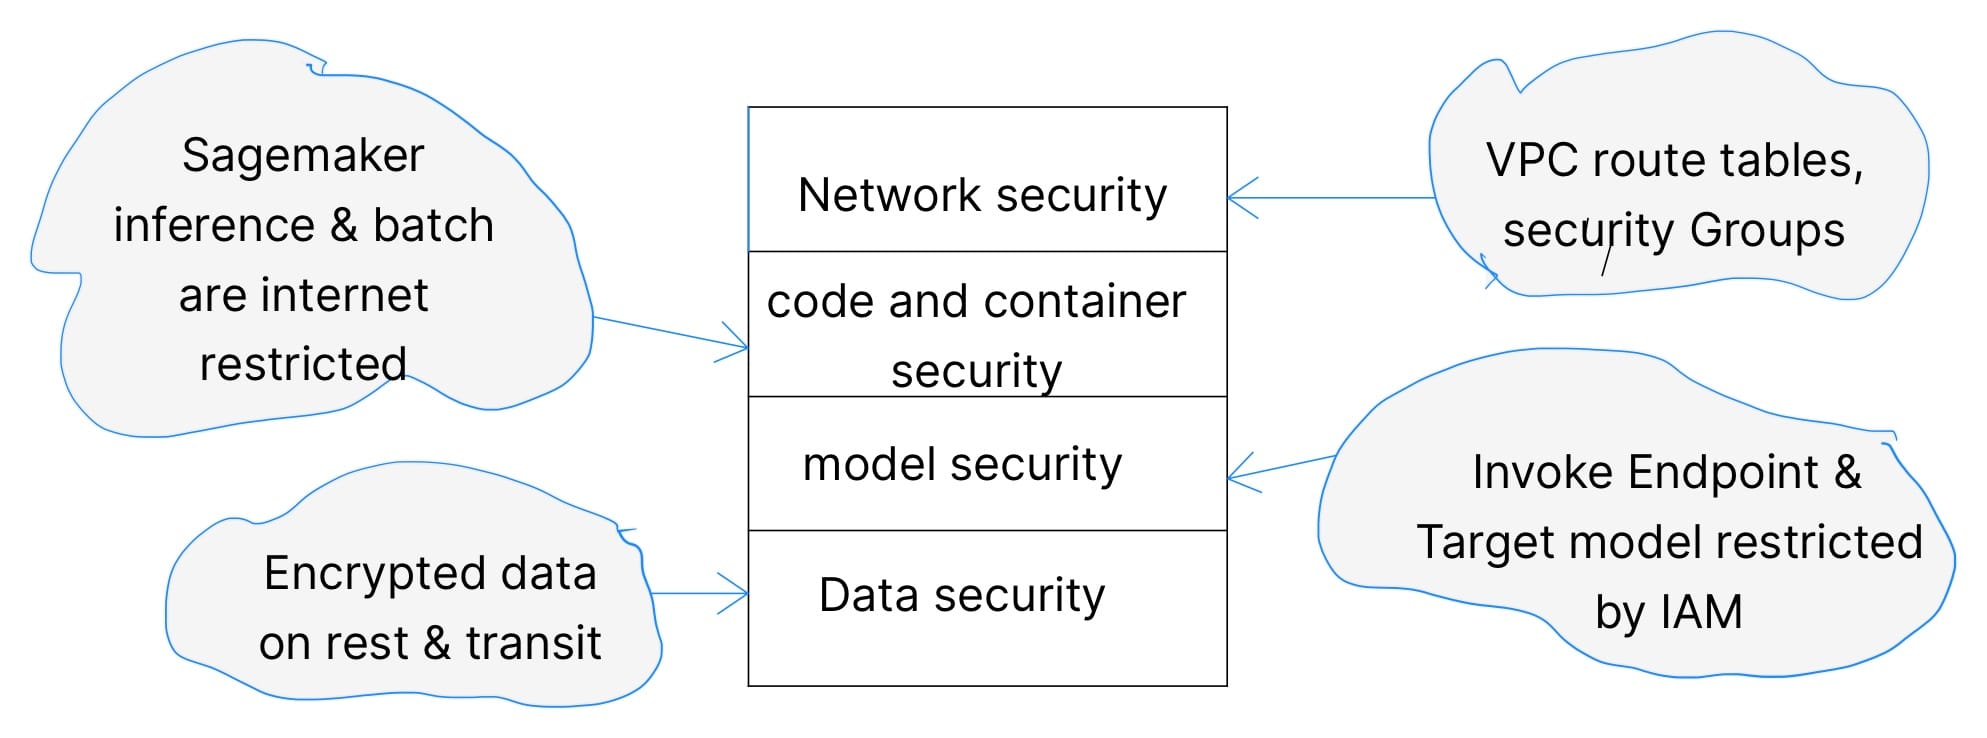 Sagemaker
inference & batch
are internet
restricted
Encrypted data
on rest & transit
Network security
code and container
security
model security
Data security
VPC route tables,
security Groups
Invoke Endpoint &
Target model restricted
by IAM